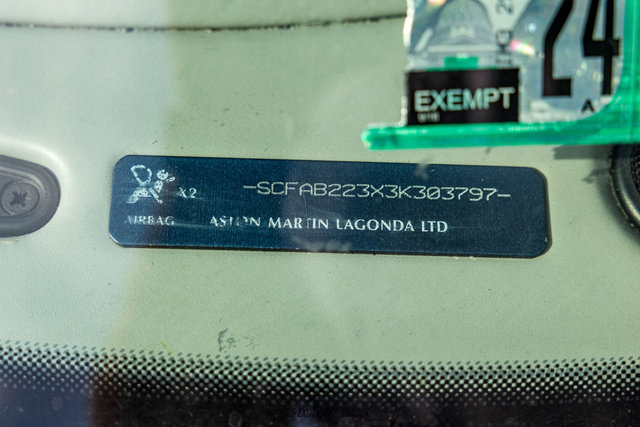 24
A
EXEMPT
X2
-SCFAB223X3K303797-
AIRBAG ASTON MARTIN LAGONDA LTD